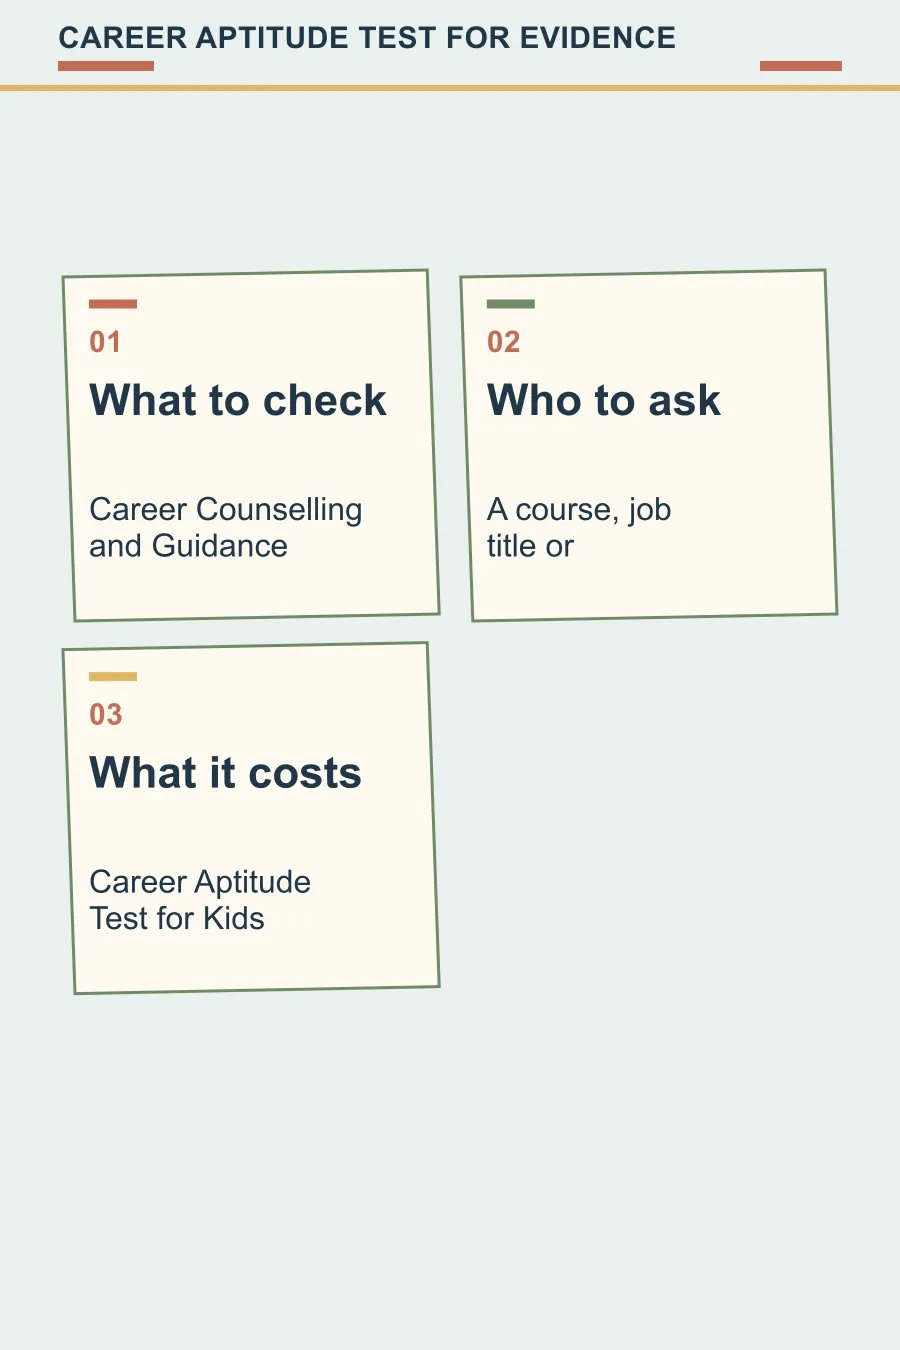 CAREER APTITUDE TEST FOR EVIDENCE
01
What to check
Career Counselling
and Guidance
02
Who to ask
A course, job
title or
03
What it costs
Career Aptitude
Test for Kids